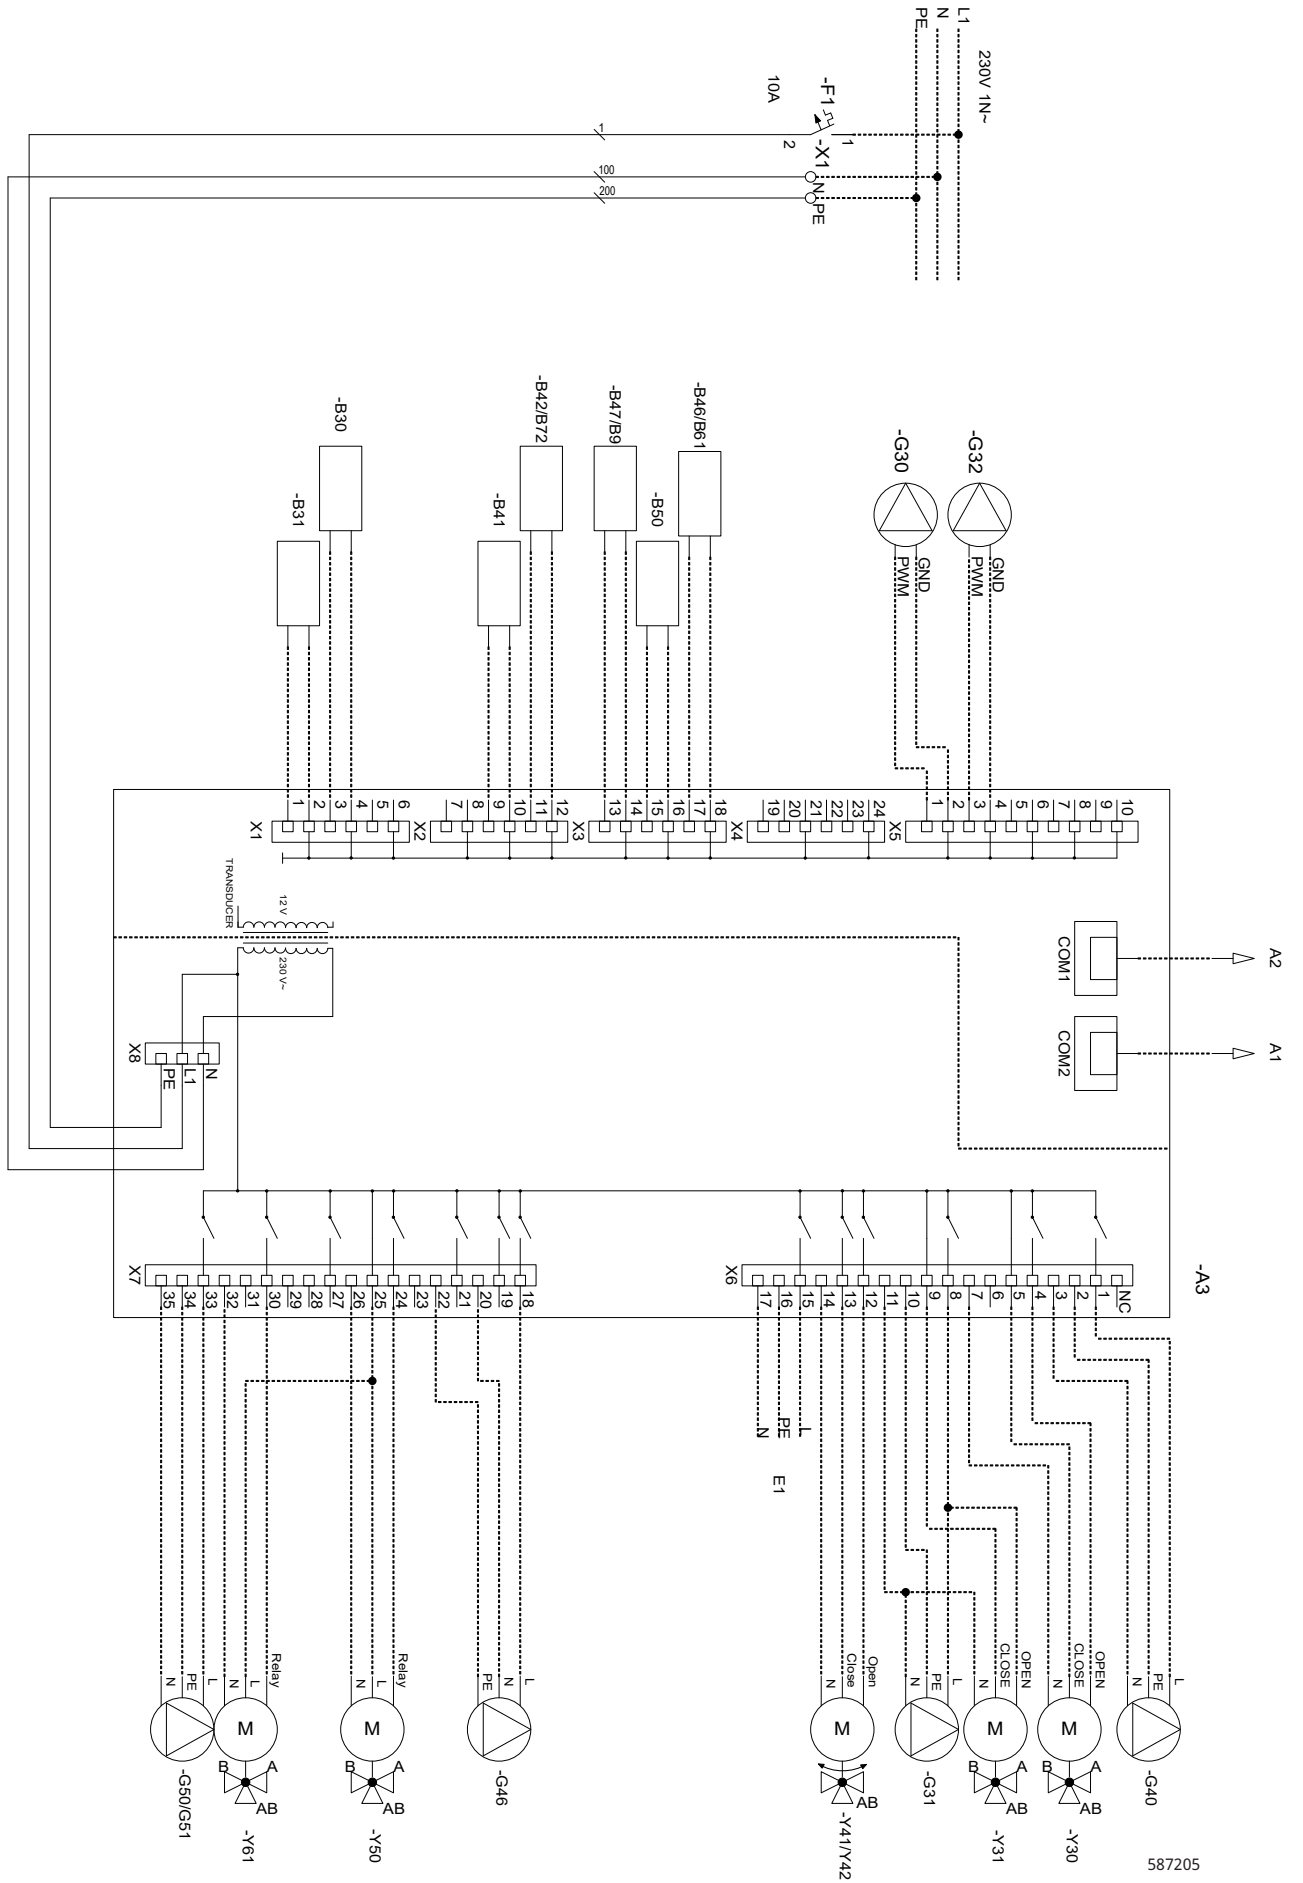 L1
N
PE
230V 1N~
-F1
10A
1
2
-X1
N
PE
1
100
200
-B30
-B31
-B42/B72
-B41
-B47/B9
-B50
-B46/B61
-G30
-G32
PWM
GND
PWM
GND
1
2
3
4
5
6
7
8
9
10
11
12
13
14
15
16
17
18
19
20
21
22
23
24
1
2
3
4
5
6
7
8
9
10
X1
X2
X3
X4
X5
TRANSDUCER
12 V
230 V~
COM1
COM2
A2
A1
X8
PE
L1
N
-A3
X7
X6
35
34
33
32
31
30
29
28
27
26
25
24
23
22
21
20
19
18
17
16
15
14
13
12
11
10
9
8
7
6
5
4
3
2
1
NC
N
PE
L
E1
N
PE
L
N
L
Relay
N
L
Relay
PE
N
L
N
Close
Open
N
PE
L
N
CLOSE
OPEN
N
CLOSE
OPEN
N
PE
L
M
M
M
M
M
B
A
AB
B
A
AB
AB
B
A
AB
B
A
AB
-G50/G51
-Y61
-Y50
-G46
-Y41/Y42
-G31
-Y31
-Y30
-G40
587205